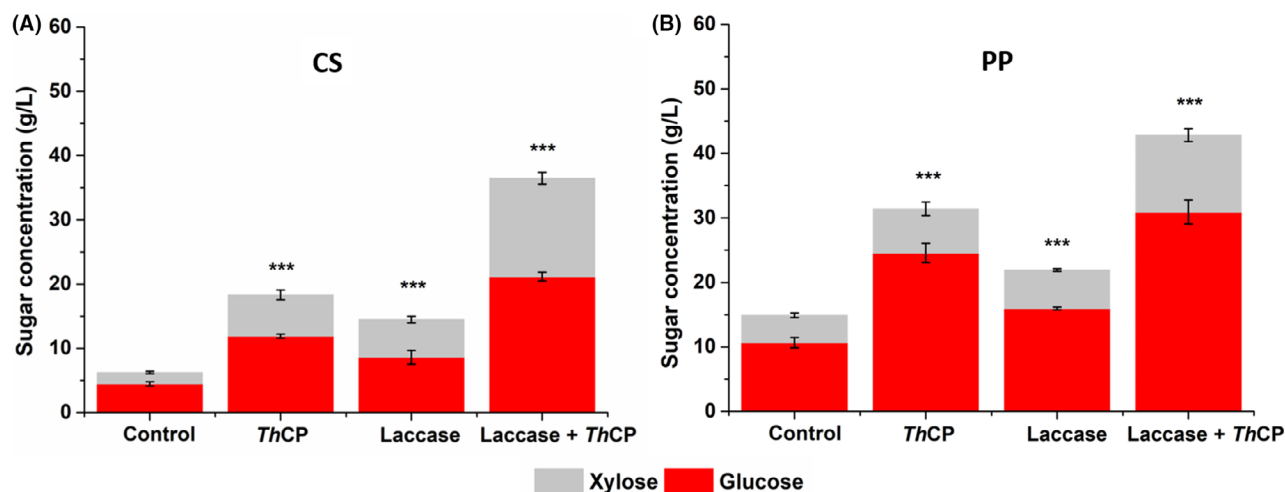 (A)
CS
Sugar concentration (g/L)
60
50
40
30
20
10
0
***
***
***
Control ThCP Laccase Laccase + ThCP
(B)
PP
Sugar concentration (g/L)
60
50
40
30
20
10
0
***
***
***
Control ThCP Laccase Laccase + ThCP
Xylose Glucose